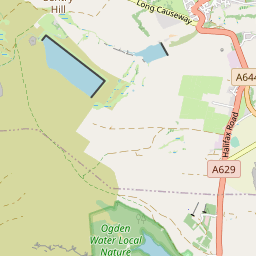 Hill
Long Causeway
A644
Halifax Road
A629
Ogden
Water Local
Nature